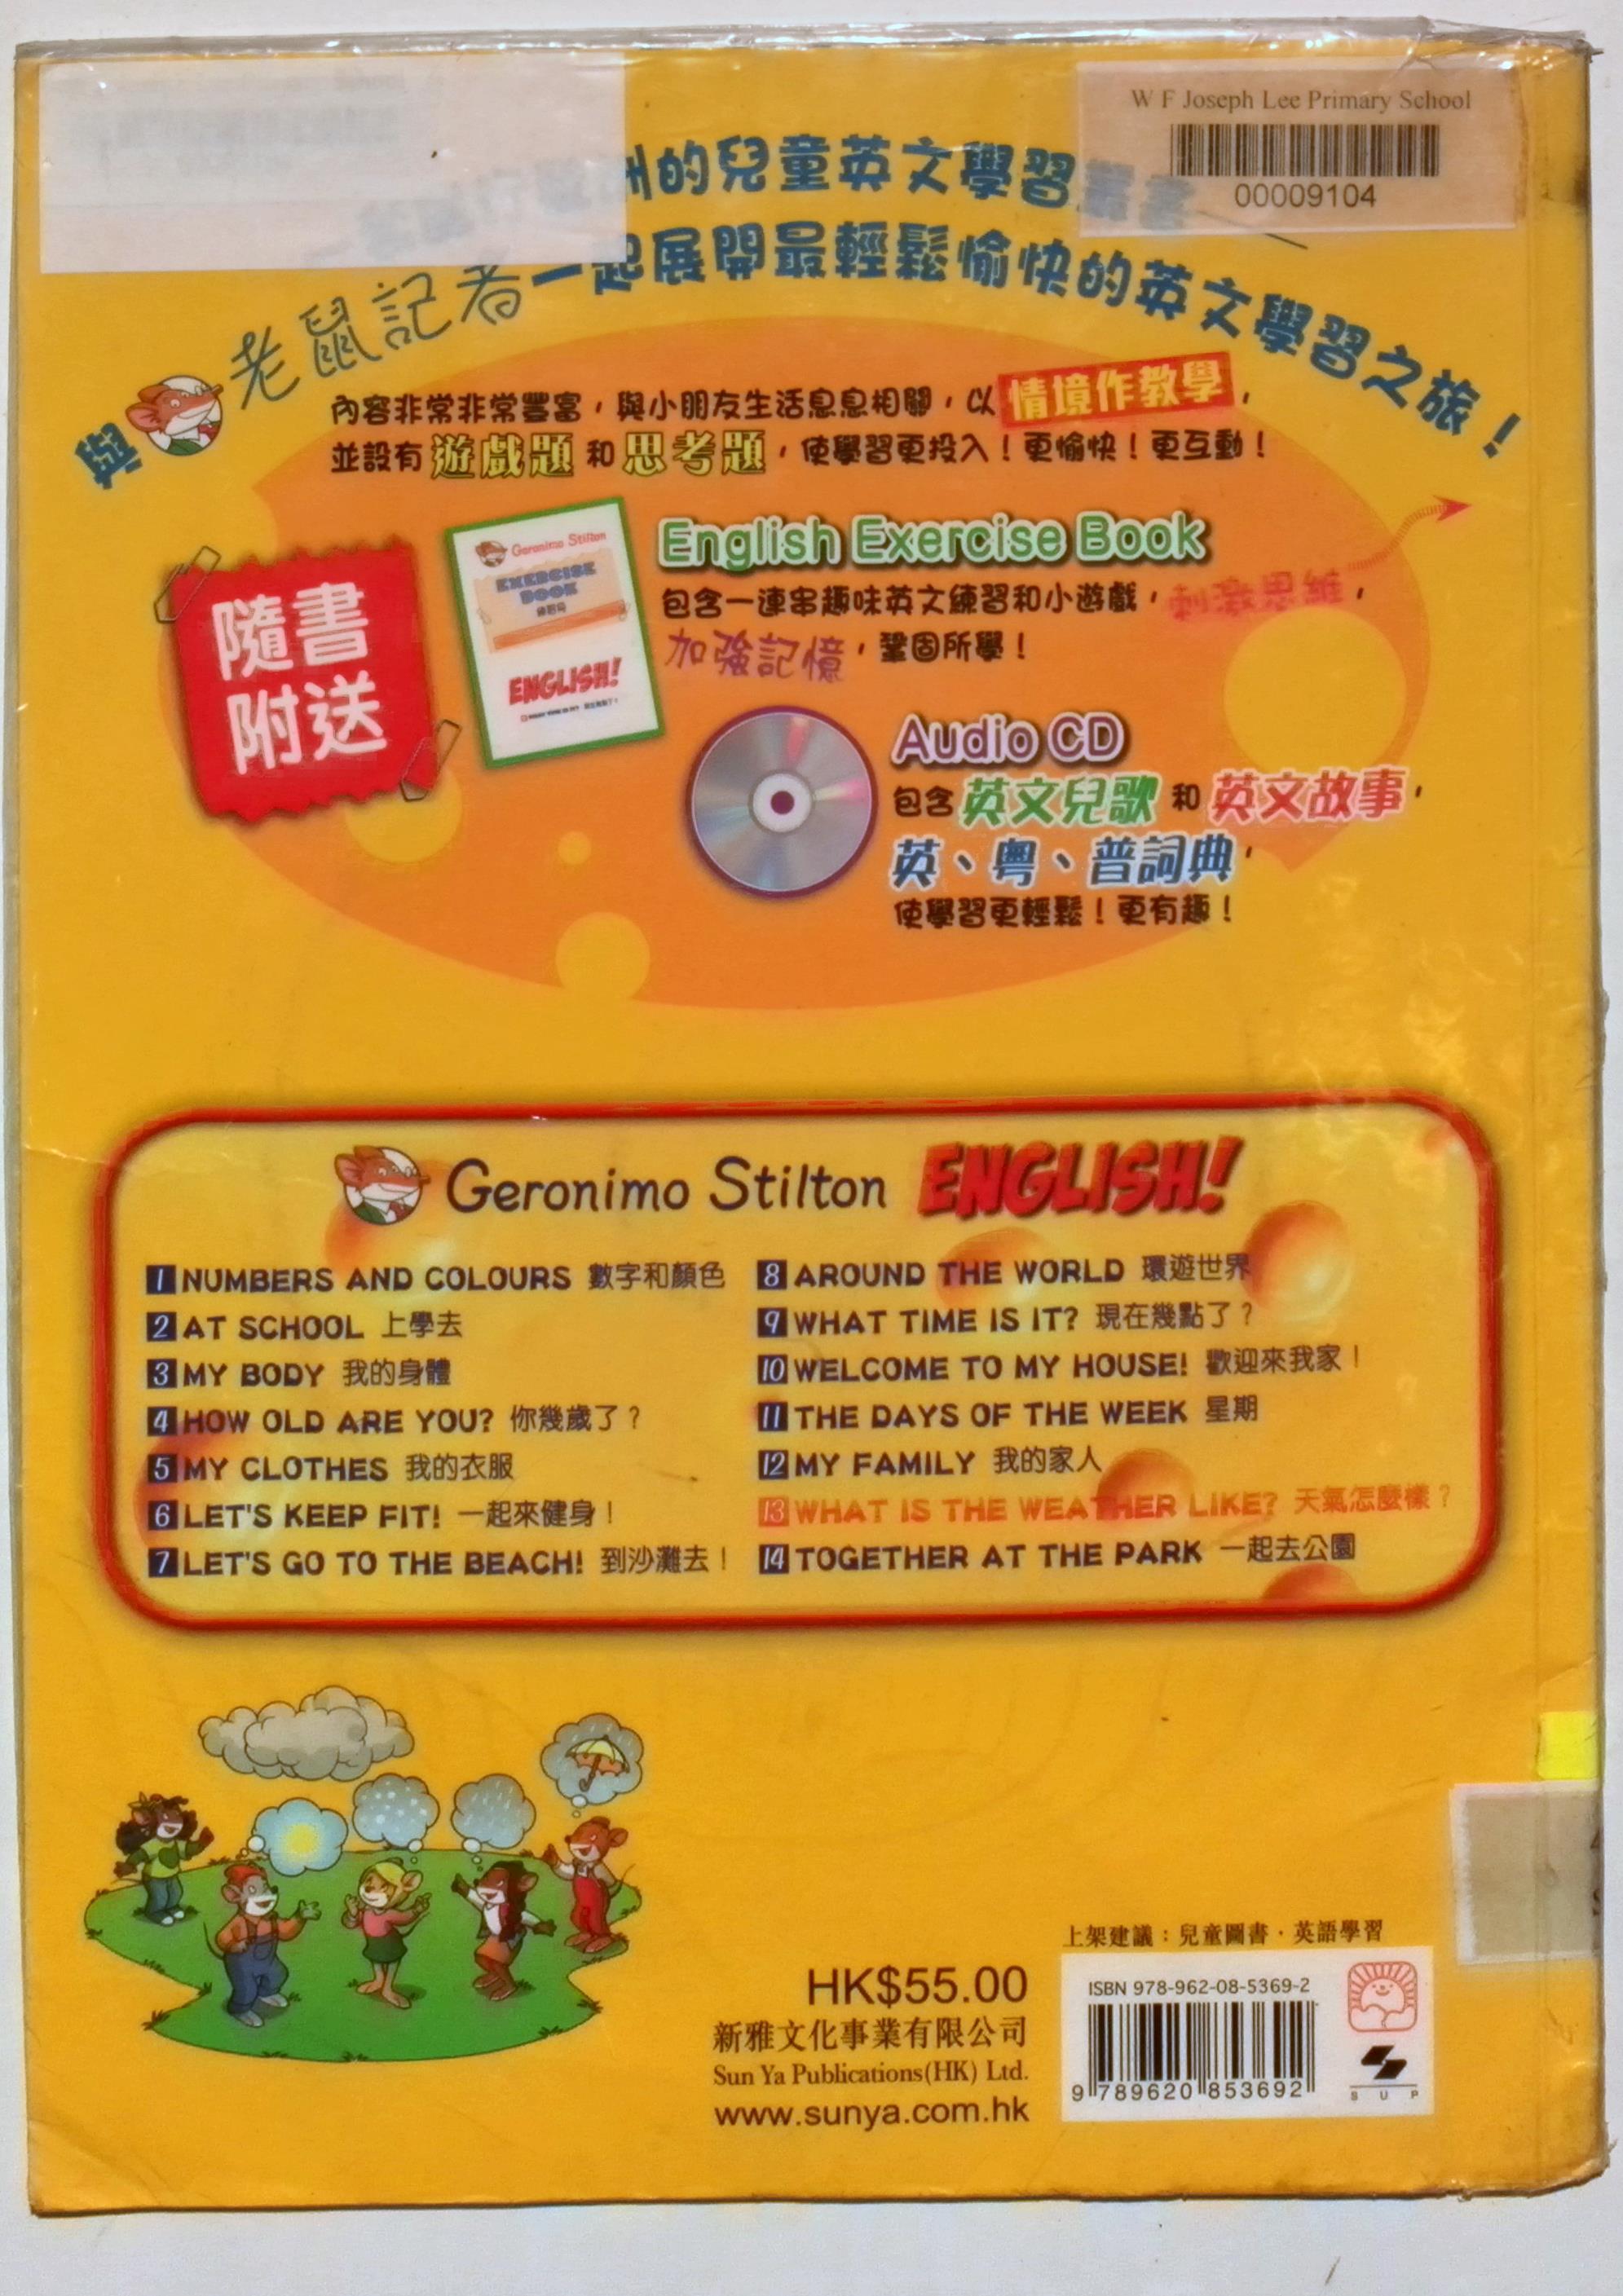 W F Joseph Lee Primary School
00009104
洲的兒童英文學習叢書
與老鼠記者一起展開最輕鬆愉快的英文學習之旅！
內容非常非常豐富，與小朋友生活息息相關，以情境作教學，
並設有遊戲題和思考題，使學習更投入！更愉快！更互動！
隨書
附送
Geronimo Stilton
EXERCISE
BOOK
練習冊
ENGLISH!
English Exercise Book
包含一連串趣味英文練習和小遊戲，刺激思維，
加強記憶，鞏固所學！
Audio CD
包含英文兒歌和英文故事，
英、粵、普詞典，
使學習更輕鬆！更有趣！
Geronimo Stilton ENGLISH!
1 NUMBERS AND COLOURS 數字和顏色
2 AT SCHOOL 上學去
3 MY BODY 我的身體
4 HOW OLD ARE YOU? 你幾歲了？
5 MY CLOTHES 我的衣服
6 LET'S KEEP FIT! 一起來健身！
7 LET'S GO TO THE BEACH! 到沙灘去！
8 AROUND THE WORLD 環遊世界
9 WHAT TIME IS IT? 現在幾點了？
10 WELCOME TO MY HOUSE! 歡迎來我家！
11 THE DAYS OF THE WEEK 星期
12 MY FAMILY 我的家人
13 WHAT IS THE WEATHER LIKE? 天氣怎麼樣？
14 TOGETHER AT THE PARK 一起去公園
上架建議：兒童圖書·英語學習
HK$55.00
新雅文化事業有限公司
Sun Ya Publications(HK) Ltd.
www.sunya.com.hk
ISBN 978-962-08-5369-2
9 789620 853692
SUP